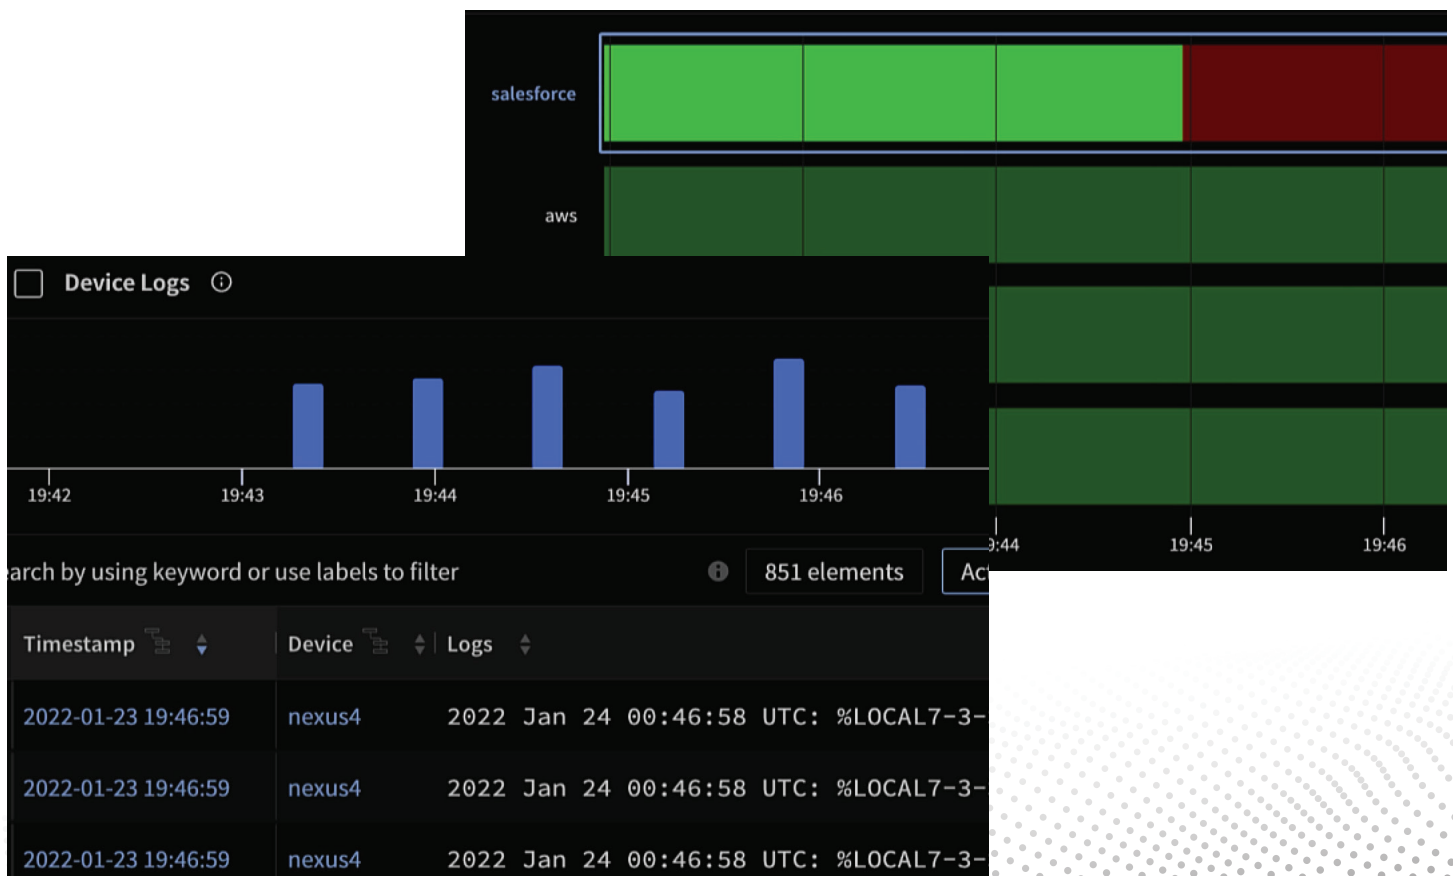 salesforce
aws
9:44 19:45 19:46
Device Logs
19:42 19:43 19:44 19:45 19:46
earch by using keyword or use labels to filter 851 elements Act
Timestamp Device Logs
2022-01-23 19:46:59 nexus4 2022 Jan 24 00:46:58 UTC: %LOCAL7-3-
2022-01-23 19:46:59 nexus4 2022 Jan 24 00:46:58 UTC: %LOCAL7-3-
2022-01-23 19:46:59 nexus4 2022 Jan 24 00:46:58 UTC: %LOCAL7-3-